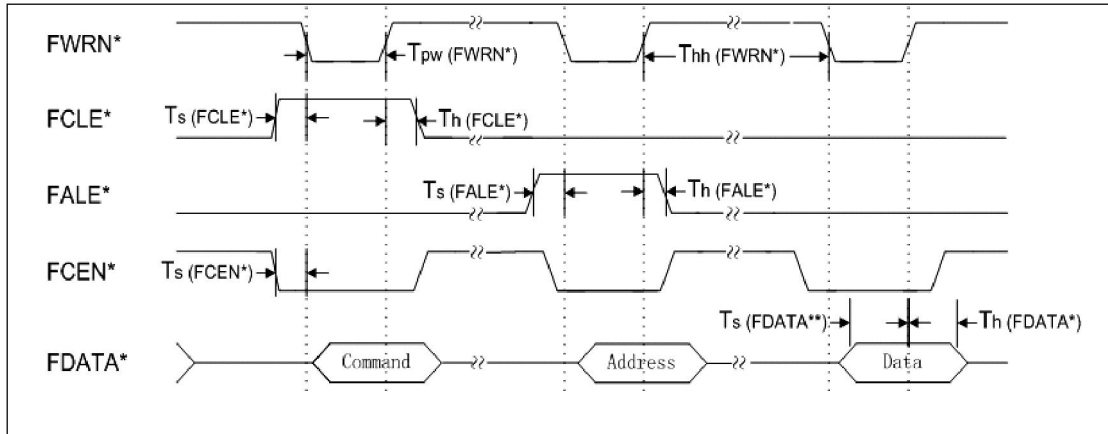 FWRN*
Tpw (FWRN*)
Thh (FWRN*)
FCLE*
Ts (FCLE*)
Th (FCLE*)
FALE*
Ts (FALE*)
Th (FALE*)
FCEN*
Ts (FCEN*)
Ts (FDATA**)
Th (FDATA*)
FDATA*
Command
Address
Data